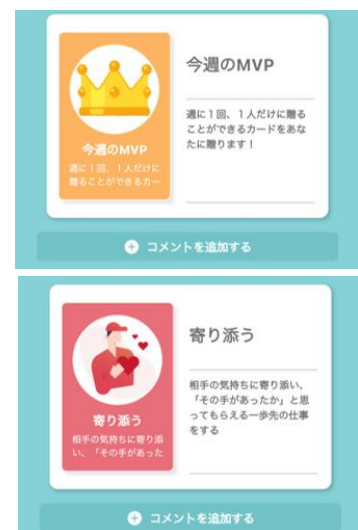 今週のMVP
週に1回、1人だけに
贈ることができるカー
今週のMVP
週に1回、1人だけに贈る
ことができるカードをあな
たに贈ります！
コメントを追加する
寄り添う
相手の気持ちに寄り添
い、「その手があった
寄り添う
相手の気持ちに寄り添い、
「その手があったか」と思
ってもらえる一歩先の仕事
をする
コメントを追加する